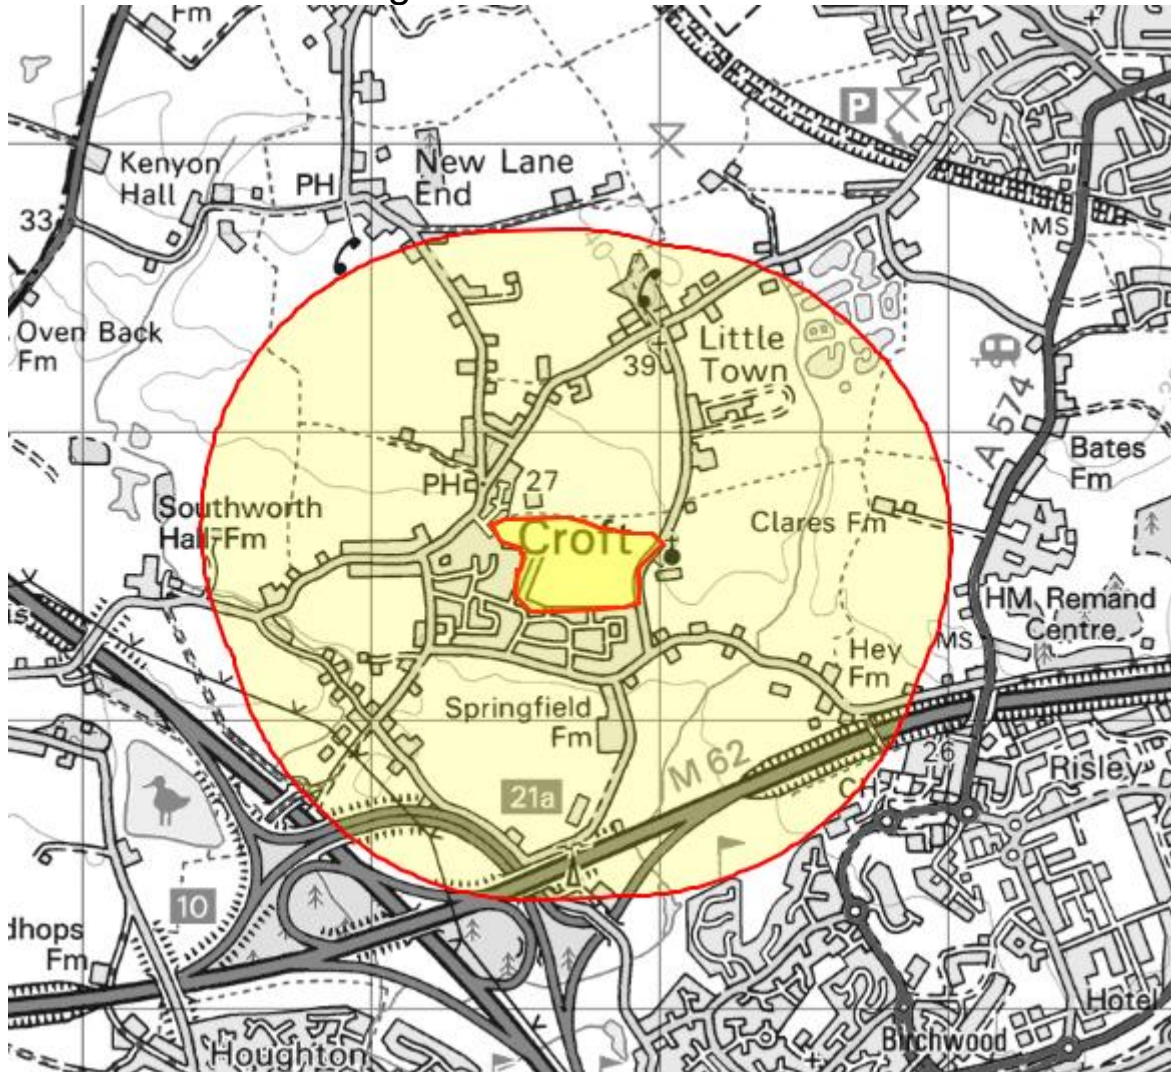 Fm
P
Kenyon
Hall
New Lane
End
PH
33
MS
40
Oven Back
Fm
39
Little
Town
A 574
Bates
Fm
PH
27
Southworth
Hall Fm
Croft
Clares Fm
HM Remand
Centre
MS
Hey
Fm
Springfield
Fm
M 62
26
Risley
CH
21a
10
dhops
Fm
Hotel
Birchwood
Houghton